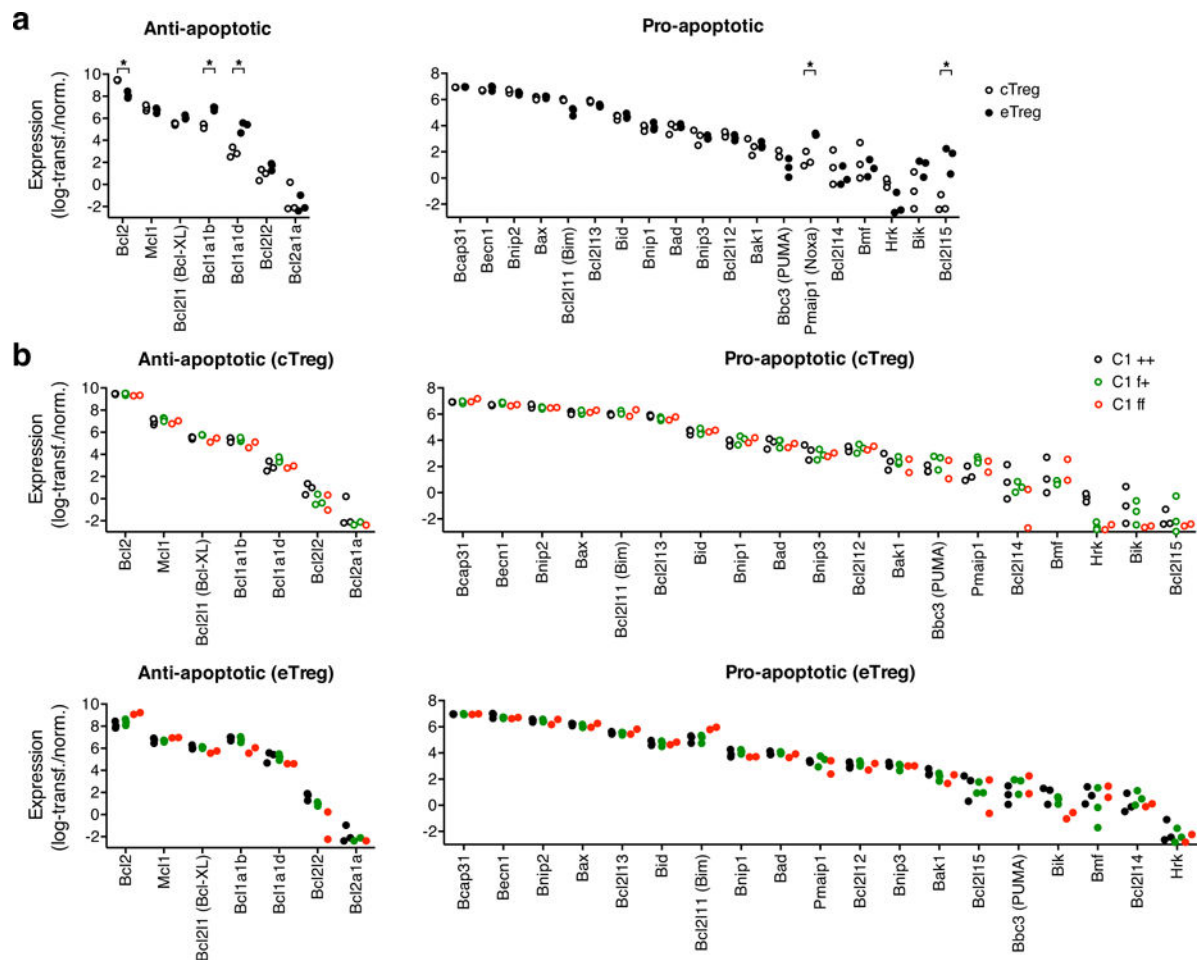 a
Anti-apoptotic
Pro-apoptotic
* * *
* *
cTreg
eTreg
Expression
(log-transf./norm.)
10
8
6
4
2
0
-2
8
6
4
2
0
-2
Bcl2
Mcl1
Bcl2l1 (Bcl-XL)
Bcl1a1b
Bcl1a1d
Bcl2l2
Bcl2a1a
Bcap31
Becn1
Bnip2
Bax
Bcl2l11 (Bim)
Bcl2l13
Bid
Bnip1
Bad
Bnip3
Bcl2l12
Bak1
Bbc3 (PUMA)
Pmaip1 (Noxa)
Bcl2l14
Bmf
Hrk
Bik
Bcl2l15
b
Anti-apoptotic (cTreg)
Pro-apoptotic (cTreg)
C1 ++
C1 f+
C1 ff
Expression
(log-transf./norm.)
10
8
6
4
2
0
-2
8
6
4
2
0
-2
Bcl2
Mcl1
Bcl2l1 (Bcl-XL)
Bcl1a1b
Bcl1a1d
Bcl2l2
Bcl2a1a
Bcap31
Becn1
Bnip2
Bax
Bcl2l11 (Bim)
Bcl2l13
Bid
Bnip1
Bad
Bnip3
Bcl2l12
Bak1
Bbc3 (PUMA)
Pmaip1
Bcl2l14
Bmf
Hrk
Bik
Bcl2l15
Anti-apoptotic (eTreg)
Pro-apoptotic (eTreg)
Expression
(log-transf./norm.)
10
8
6
4
2
0
-2
8
6
4
2
0
-2
Bcl2
Mcl1
Bcl2l1 (Bcl-XL)
Bcl1a1b
Bcl1a1d
Bcl2l2
Bcl2a1a
Bcap31
Becn1
Bnip2
Bax
Bcl2l13
Bid
Bcl2l11 (Bim)
Bnip1
Bad
Pmaip1
Bcl2l12
Bnip3
Bak1
Bcl2l15
Bbc3 (PUMA)
Bik
Bmf
Bcl2l14
Hrk